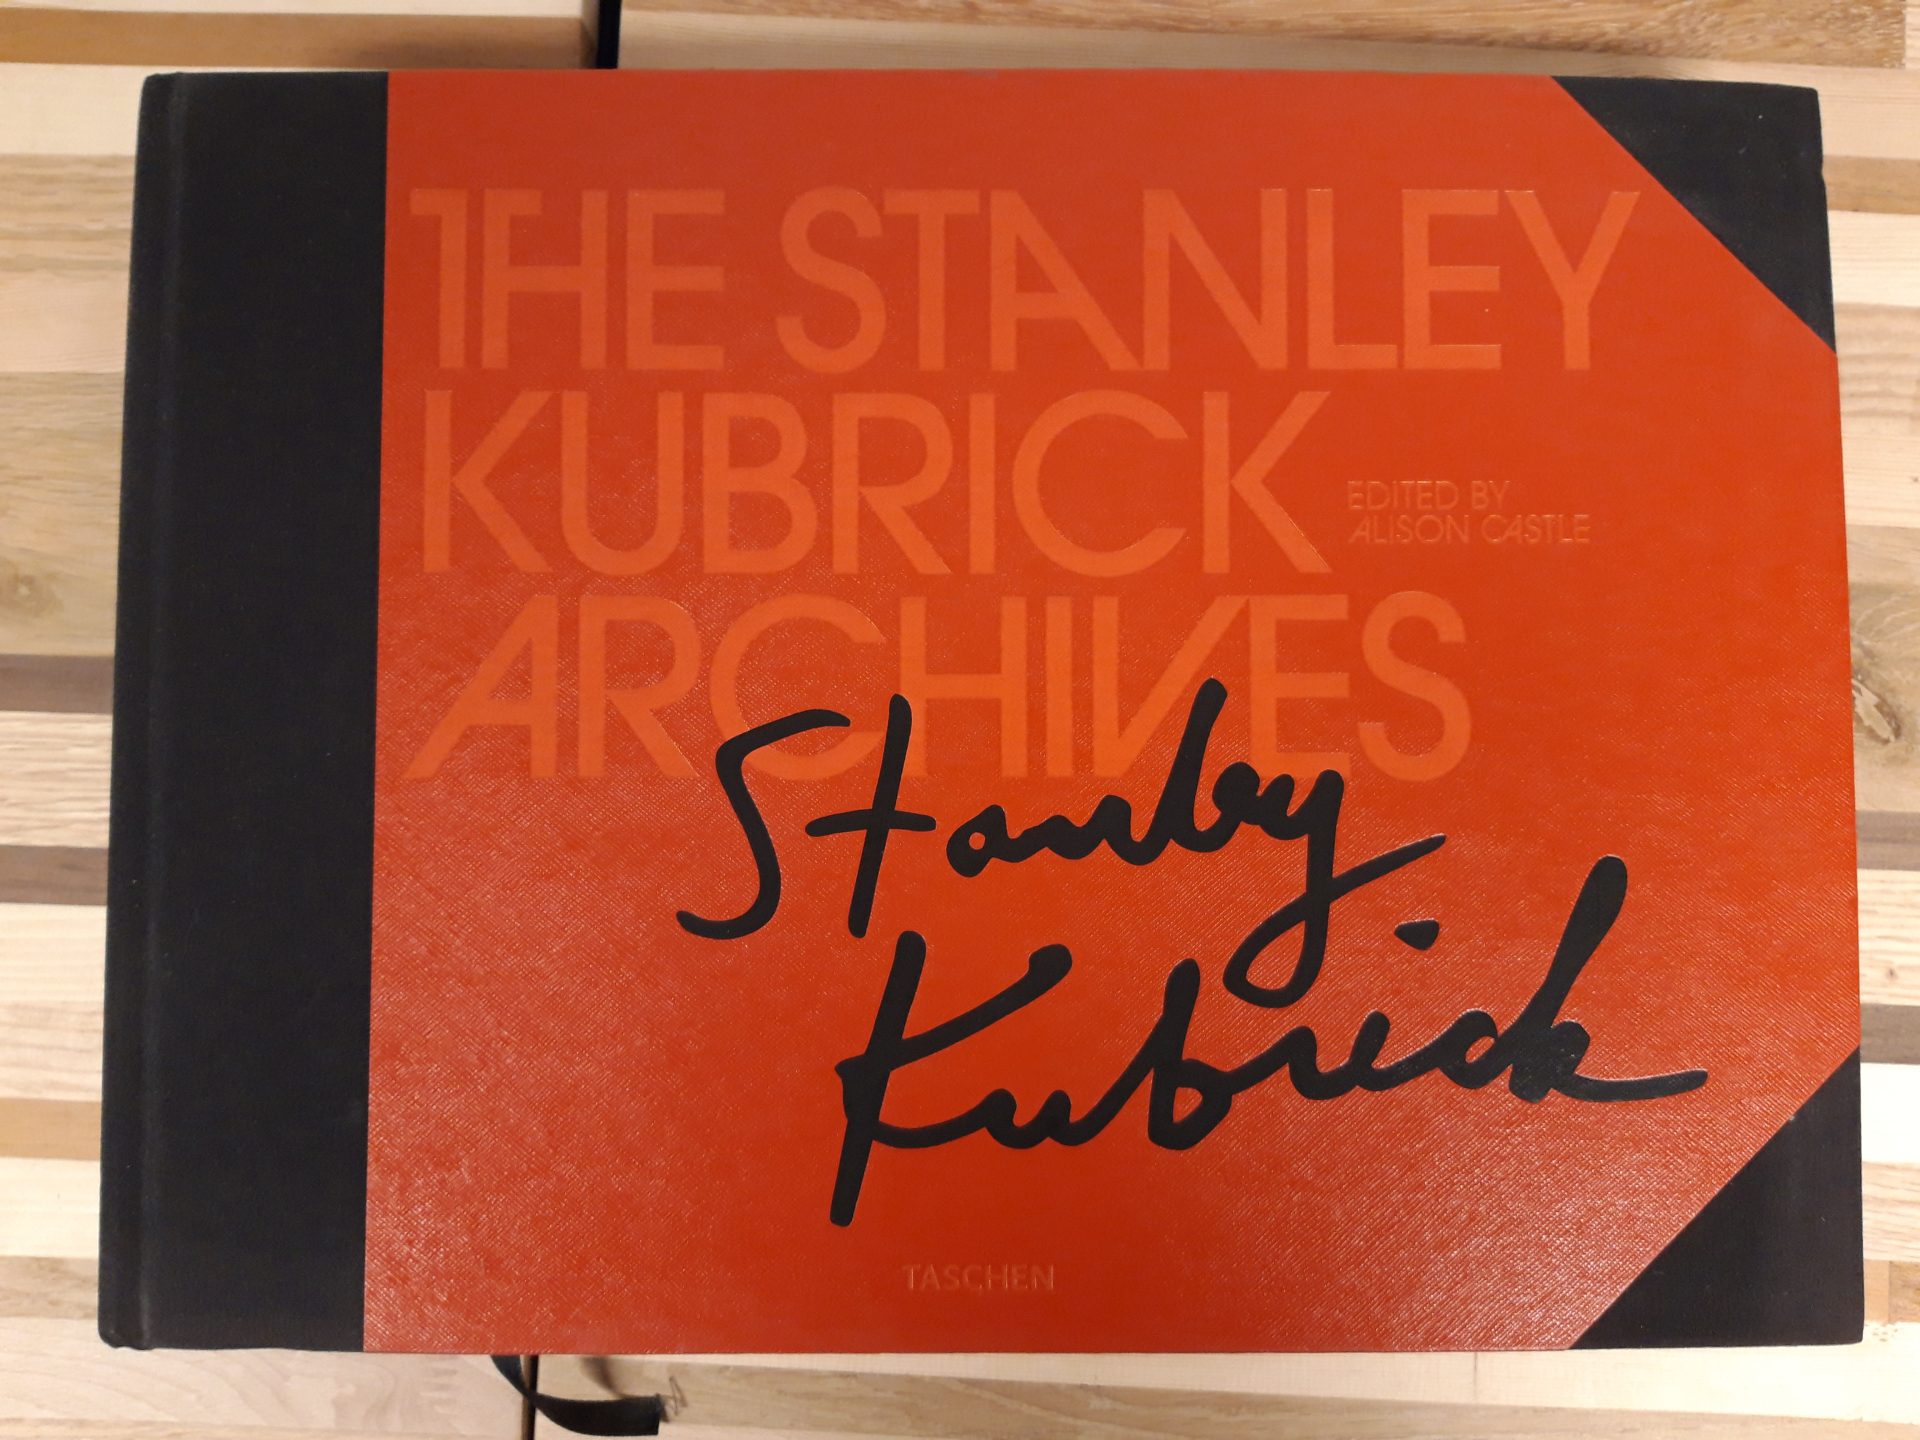 THE STANLEY
KUBRICK
EDITED BY
ALISON CASTLE
ARCHIVES
Stanley
Kubrick
TASCHEN